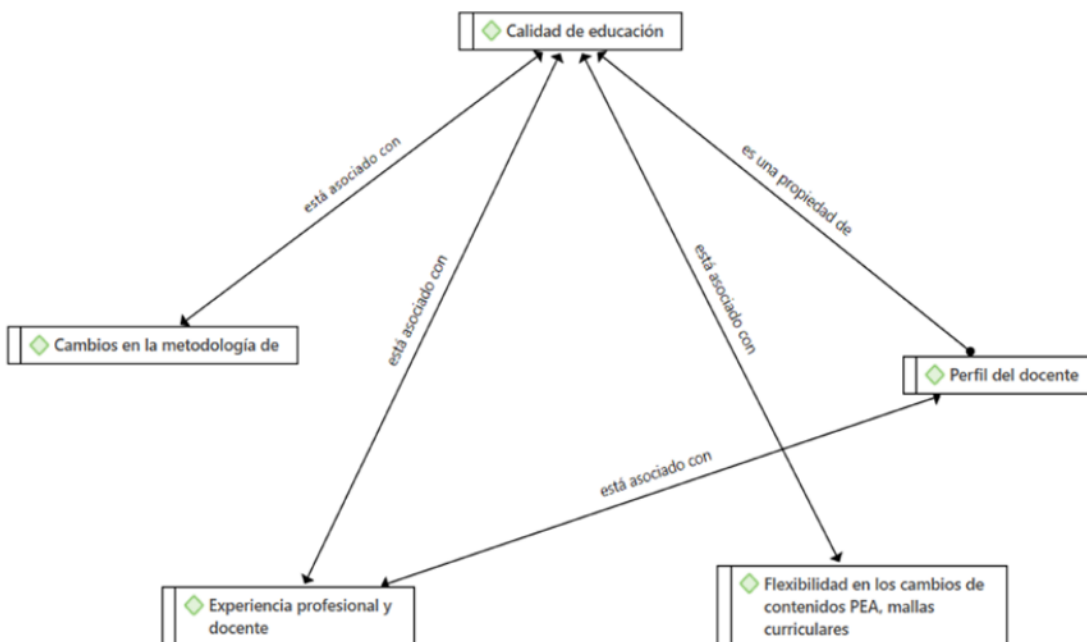 Calidad de educación
está asociado con
es una propiedad de
está asociado con
está asociado con
Cambios en la metodología de
Perfil del docente
está asociado con
Experiencia profesional y
docente
Flexibilidad en los cambios de
contenidos PEA, mallas
curriculares